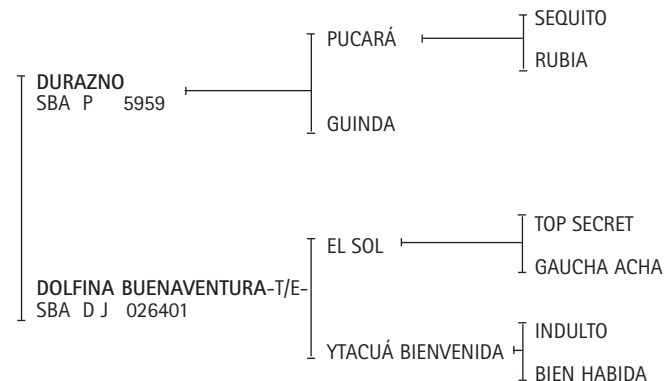 SEQUITO
PUCARÁ
RUBIA
DURAZNO
SBA P 5959
GUINDA
TOP SECRET
EL SOL
GAUCHA ACHA
DOLFINA BUENAVENTURA-T/E-
SBA D J 026401
INDULTO
YTACUÁ BIENVENIDA
BIEN HABIDA